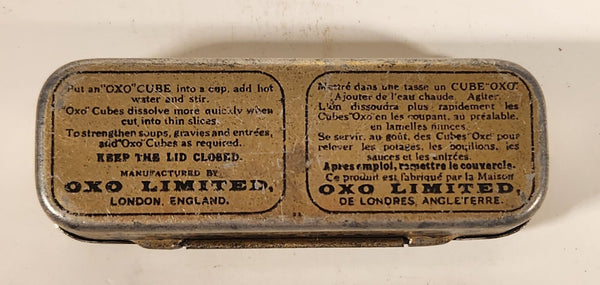 Put an "OXO" CUBE into a cup, add hot
water and stir.
"Oxo" Cubes dissolve more quickly when
cut into thin slices.
To strengthen soups, gravies and entrées,
add "Oxo" Cubes as required.
KEEP THE LID CLOSED.
MANUFACTURED BY
OXO LIMITED,
LONDON, ENGLAND.
Mettre dans une tasse un CUBE "OXO".
Ajouter de l'eau chaude. Agiter.
L'on dissoudra plus rapidement les
Cubes "Oxo" en les coupant, au préalable,
en lamelles minces.
Se servir, au goût, des Cubes "Oxo" pour
relever les potages, les bouillons, les
sauces et les entrées.
Après emploi, remettre le couvercle.
Ce produit est fabriqué par la Maison
OXO LIMITED,
DE LONDRES, ANGLETERRE.